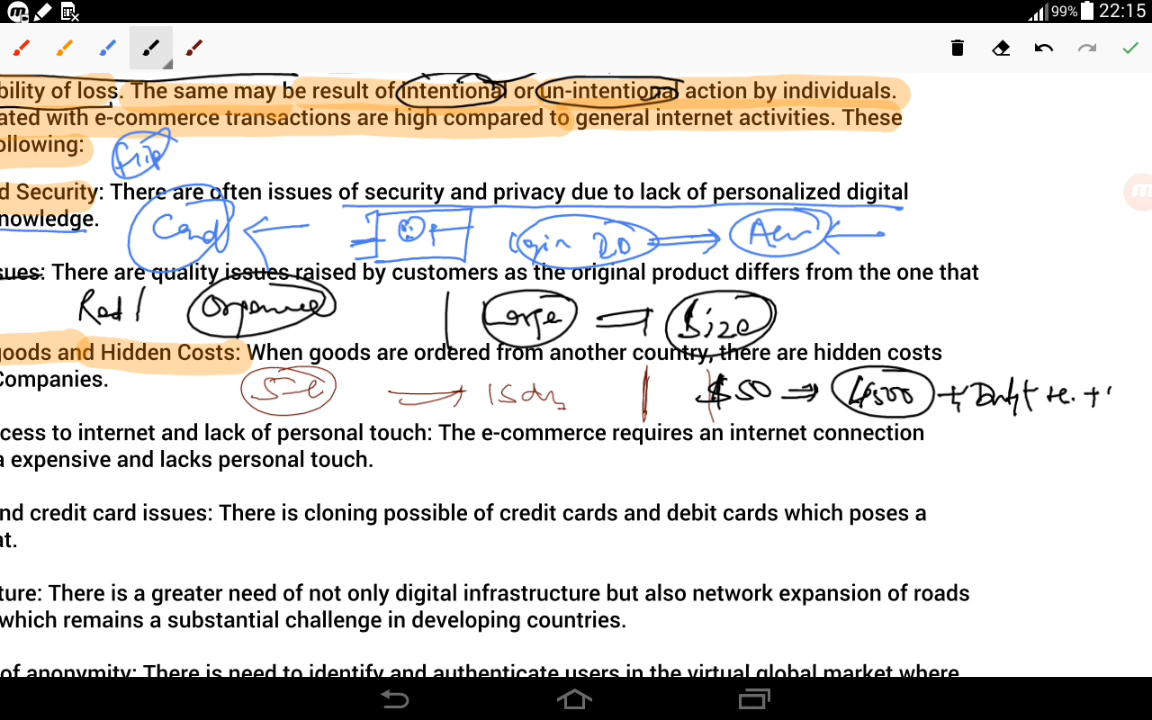 99% 22:15
bility of loss. The same may be result of intentional or un-intentional action by individuals.
ated with e-commerce transactions are high compared to general internet activities. These
ollowing:
d Security: There are often issues of security and privacy due to lack of personalized digital
nowledge.
Card Login
sues: There are quality issues raised by customers as the original product differs from the one that
Red Large Size
goods and Hidden Costs: When goods are ordered from another country, there are hidden costs
Companies.
$50
cess to internet and lack of personal touch: The e-commerce requires an internet connection
a expensive and lacks personal touch.
nd credit card issues: There is cloning possible of credit cards and debit cards which poses a
at.
ture: There is a greater need of not only digital infrastructure but also network expansion of roads
which remains a substantial challenge in developing countries.
of anonymity: There is need to identify and authenticate users in the virtual global market where